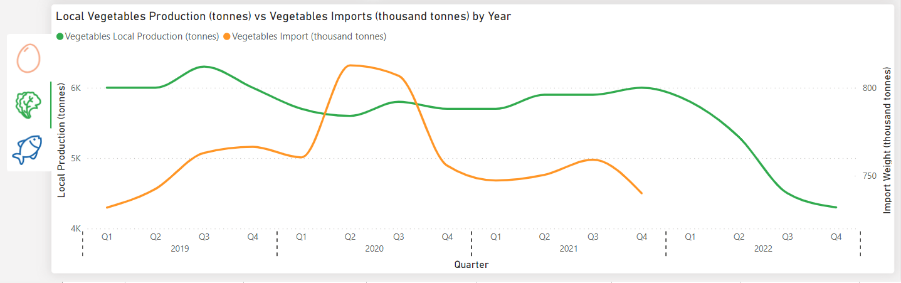 Local Vegetables Production (tonnes) vs Vegetables Imports (thousand tonnes) by Year
Vegetables Local Production (tonnes) Vegetables Import (thousand tonnes)
Local Production (tonnes)
6K
5K
4K
800
750
Import Weight (thousand tonnes)
Q1 Q2 Q3 Q4 Q1 Q2 Q3 Q4 Q1 Q2 Q3 Q4 Q1 Q2 Q3 Q4
2019 2020 2021 2022
Quarter